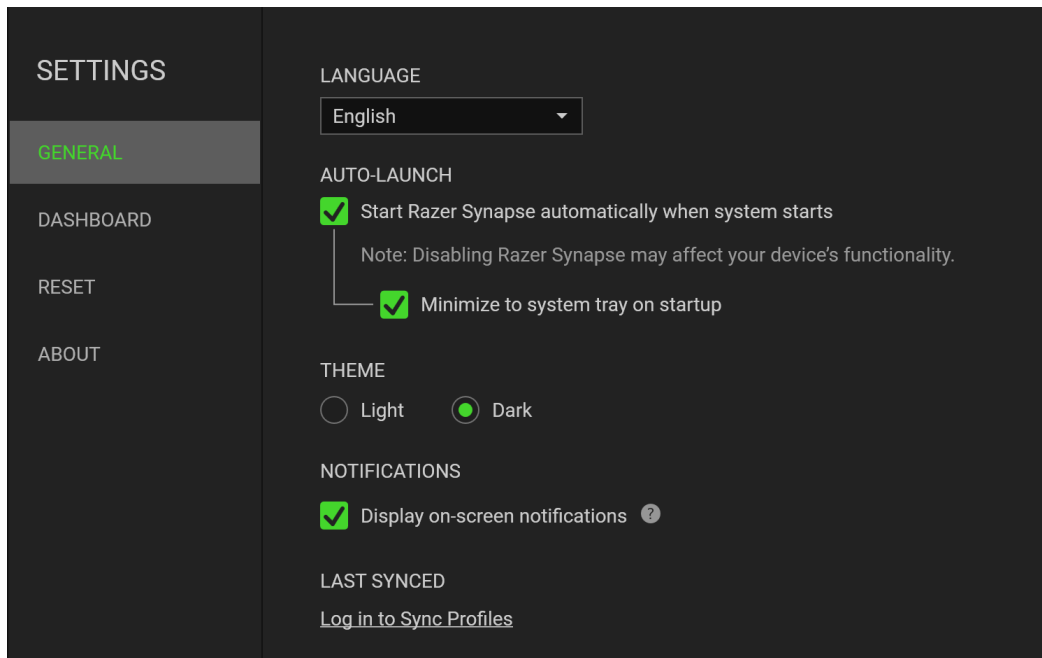 SETTINGS
GENERAL
DASHBOARD
RESET
ABOUT
LANGUAGE
English
AUTO-LAUNCH
Start Razer Synapse automatically when system starts
Note: Disabling Razer Synapse may affect your device’s functionality.
Minimize to system tray on startup
THEME
Light Dark
NOTIFICATIONS
Display on-screen notifications ?
LAST SYNCED
Log in to Sync Profiles